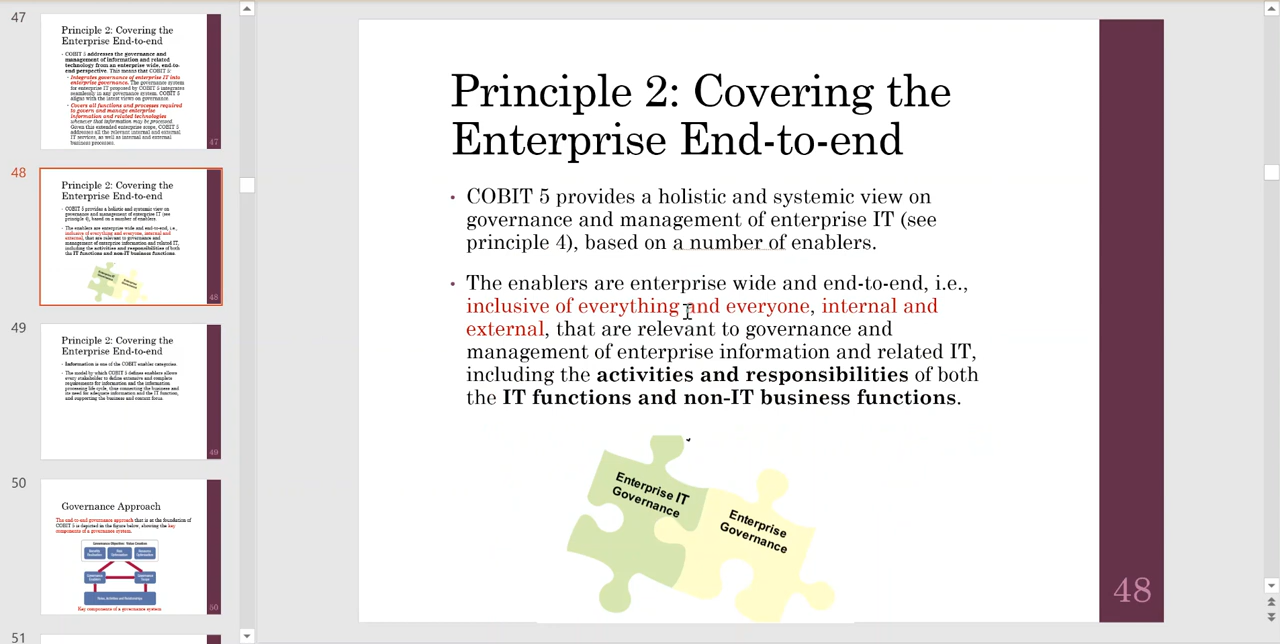 47
Principle 2: Covering the
Enterprise End-to-end
• COBIT 5 addresses the governance and
management of information and related
technology from an enterprise wide, end-to-
end perspective. This means that COBIT 5:
• Integrates governance of enterprise IT into
enterprise governance. The governance system
for enterprise IT proposed by COBIT 5 integrates
seamlessly in any governance system. COBIT 5
aligns with the latest views on governance.
• Covers all functions and processes required
to govern and manage enterprise
information and related technologies
wherever that information may be processed.
Given this extended enterprise scope, COBIT 5
addresses all the relevant internal and external
IT services, as well as internal and external
business processes.
47
48
Principle 2: Covering the
Enterprise End-to-end
• COBIT 5 provides a holistic and systemic view on
governance and management of enterprise IT (see
principle 4), based on a number of enablers.
• The enablers are enterprise wide and end-to-end, i.e.,
inclusive of everything and everyone, internal and
external, that are relevant to governance and
management of enterprise information and related IT,
including the activities and responsibilities of both
the IT functions and non-IT business functions.
48
49
Principle 2: Covering the
Enterprise End-to-end
• Information is one of the COBIT enabler categories.
• The model by which COBIT 5 defines enablers allows
every stakeholder to define extensive and complete
requirements for information and the information
processing life cycle, thus connecting the business and
its need for adequate information and the IT function,
and supporting the business and context focus.
49
50
Governance Approach
The end-to-end governance approach that is at the foundation of
COBIT 5 is depicted in the figure below, showing the key
components of a governance system.
Governance Objective: Value Creation
Benefits Realisation
Risk Optimisation
Resource Optimisation
Governance Enablers
Governance Scope
Roles, Activities and Relationships
Key components of a governance system
50
51
Principle 2: Covering the
Enterprise End-to-end
• COBIT 5 provides a holistic and systemic view on
governance and management of enterprise IT (see
principle 4), based on a number of enablers.
• The enablers are enterprise wide and end-to-end, i.e.,
inclusive of everything and everyone, internal and
external, that are relevant to governance and
management of enterprise information and related IT,
including the activities and responsibilities of both
the IT functions and non-IT business functions.
Enterprise IT
Governance
Enterprise
Governance
48